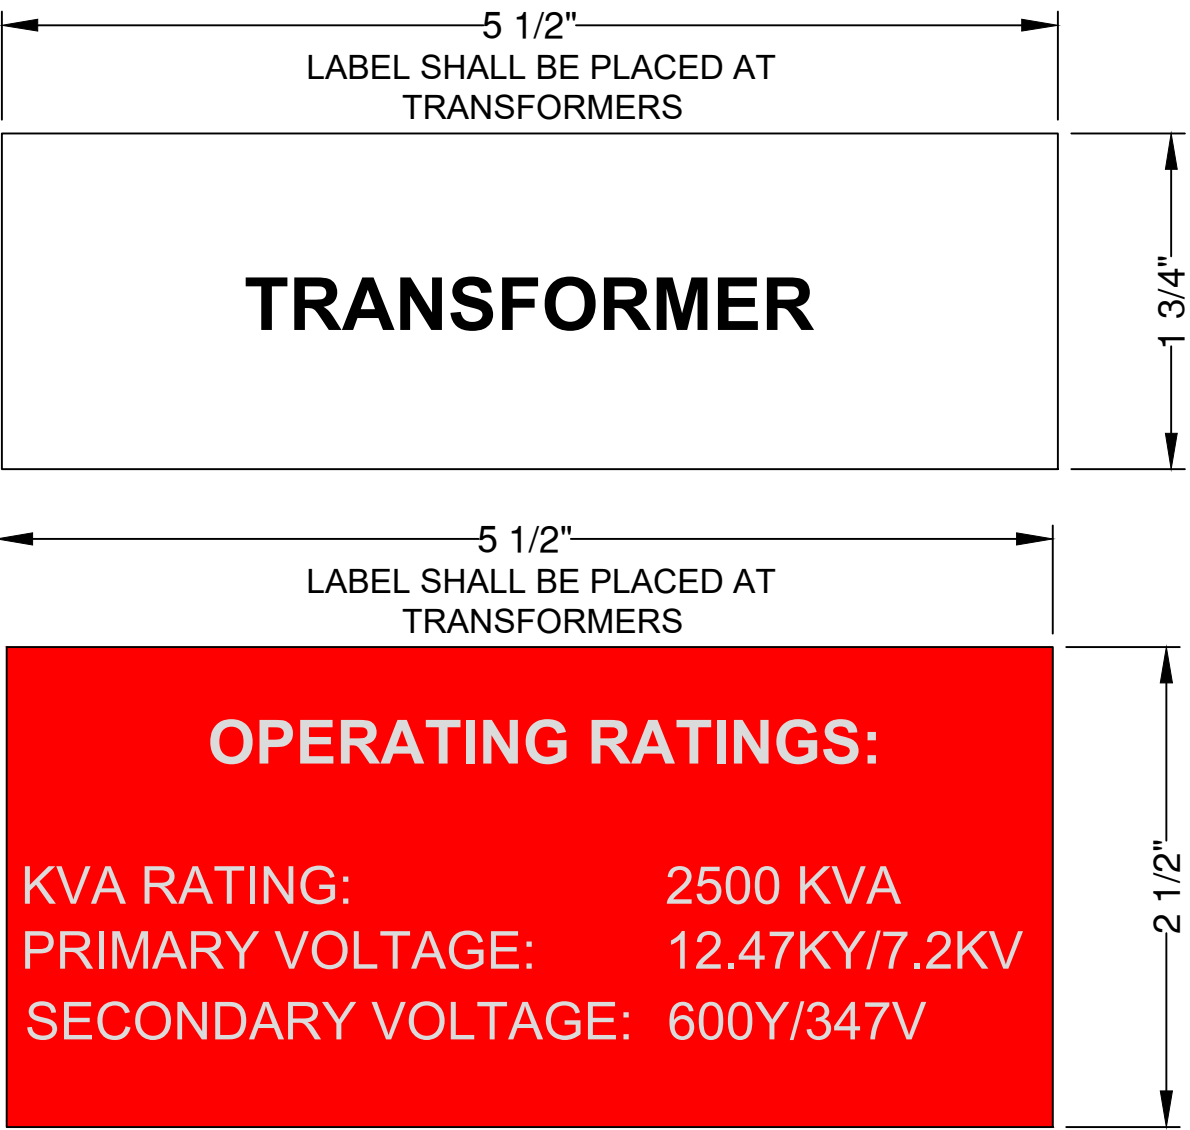 5 1/2"
LABEL SHALL BE PLACED AT
TRANSFORMERS
TRANSFORMER
1 3/4"
5 1/2"
LABEL SHALL BE PLACED AT
TRANSFORMERS
OPERATING RATINGS:
KVA RATING: 2500 KVA
PRIMARY VOLTAGE: 12.47KY/7.2KV
SECONDARY VOLTAGE: 600Y/347V
2 1/2"